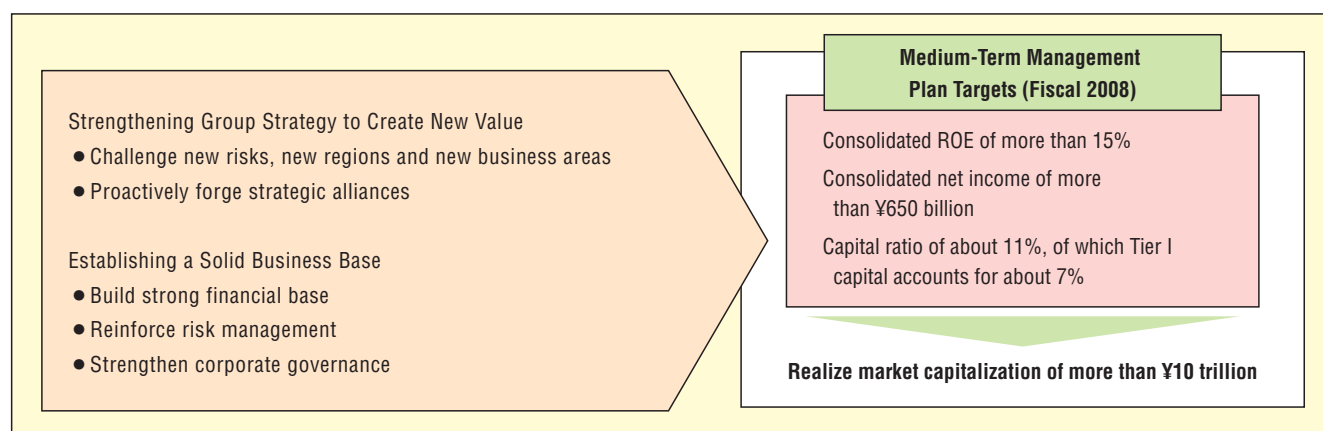 Strengthening Group Strategy to Create New Value
● Challenge new risks, new regions and new business areas
● Proactively forge strategic alliances
Establishing a Solid Business Base
● Build strong financial base
● Reinforce risk management
● Strengthen corporate governance
Medium-Term Management
Plan Targets (Fiscal 2008)
Consolidated ROE of more than 15%
Consolidated net income of more
than ¥650 billion
Capital ratio of about 11%, of which Tier I
capital accounts for about 7%
Realize market capitalization of more than ¥10 trillion